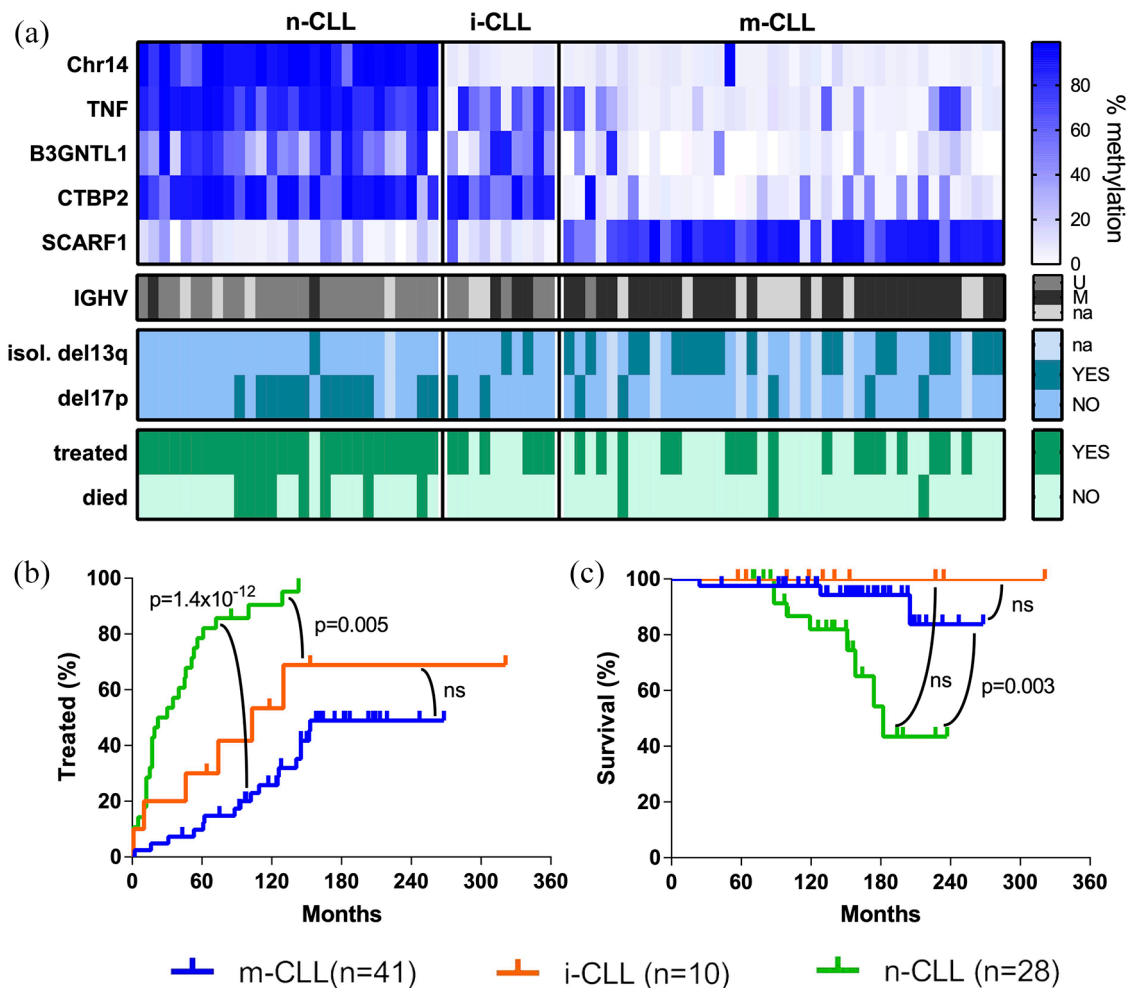 (a)
n-CLL i-CLL m-CLL
Chr14
TNF
B3GNTL1
CTBP2
SCARF1
80
60
40
20
0
% methylation
IGHV
U
M
na
isol. del13q
del17p
na
YES
NO
treated
died
YES
NO
(b)
100
80
60
40
20
0
Treated (%)
p=1.4x10⁻¹²
p=0.005
ns
0 60 120 180 240 300 360
Months
(c)
100
80
60
40
20
0
Survival (%)
ns
ns
p=0.003
0 60 120 180 240 300 360
Months
m-CLL(n=41) i-CLL (n=10) n-CLL (n=28)